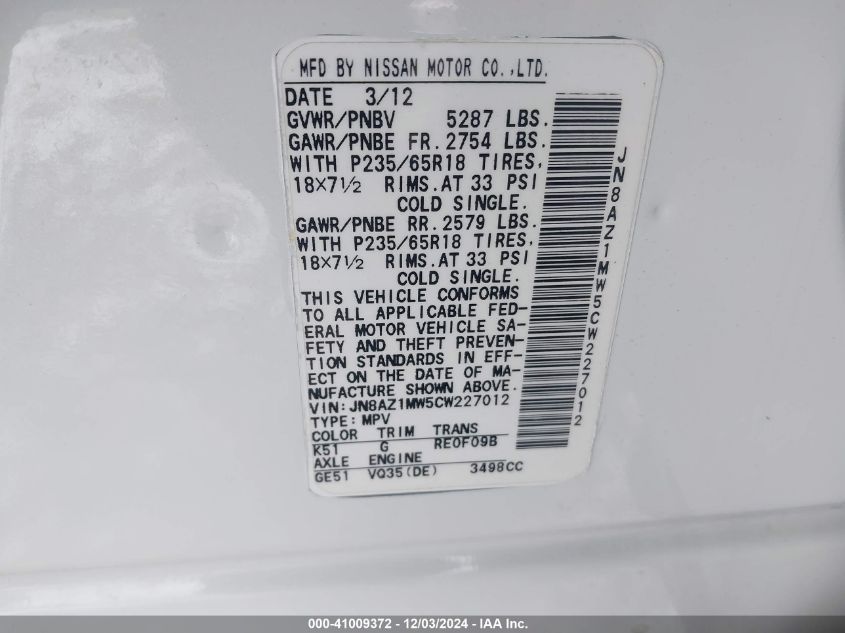 MFD BY NISSAN MOTOR CO.,LTD.
DATE 3/12
GVWR/PNBV 5287 LBS.
GAWR/PNBE FR. 2754 LBS.
WITH P235/65R18 TIRES,
18×7½ RIMS.AT 33 PSI
COLD SINGLE.
GAWR/PNBE RR. 2579 LBS.
WITH P235/65R18 TIRES,
18×7½ RIMS.AT 33 PSI
COLD SINGLE.
THIS VEHICLE CONFORMS
TO ALL APPLICABLE FED-
ERAL MOTOR VEHICLE SA-
FETY AND THEFT PREVEN-
TION STANDARDS IN EFF-
ECT ON THE DATE OF MA-
NUFACTURE SHOWN ABOVE.
VIN:JN8AZ1MW5CW227012
TYPE:MPV
COLOR TRIM TRANS
K51 G RE0F09B
AXLE ENGINE
GE51 VQ35(DE) 3498CC
JN8AZ1MW5CW227012
000-41009372 - 12/03/2024 - IAA Inc.